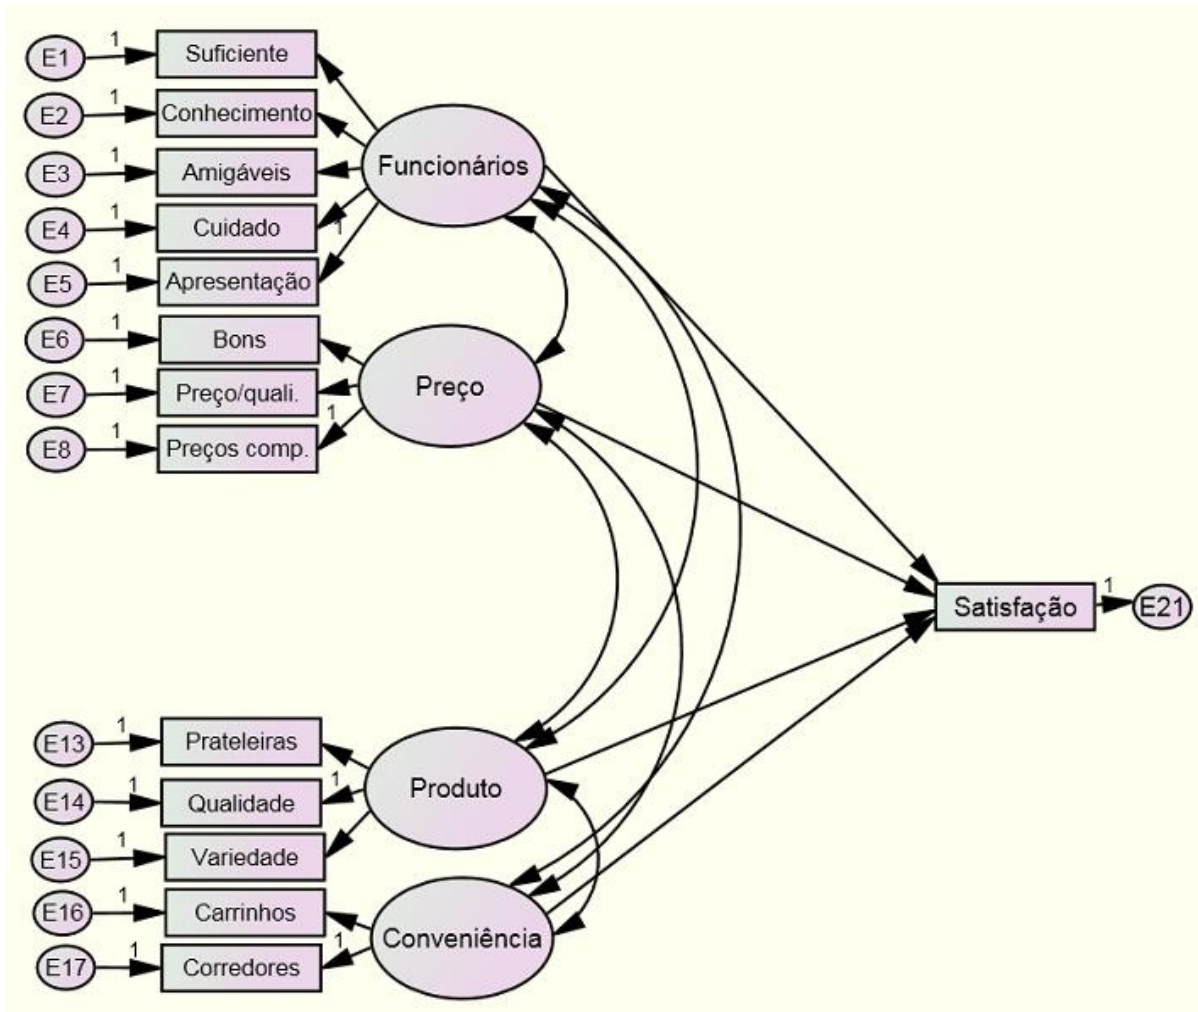 E1
1
Suficiente
E2
1
Conhecimento
E3
1
Amigáveis
E4
1
Cuidado
1
E5
1
Apresentação
Funcionários
E6
1
Bons
E7
1
Preço/quali.
1
E8
1
Preços comp.
Preço
Satisfação
1
E21
E13
1
Prateleiras
E14
1
Qualidade
1
E15
1
Variedade
Produto
E16
1
Carrinhos
1
E17
1
Corredores
Conveniência